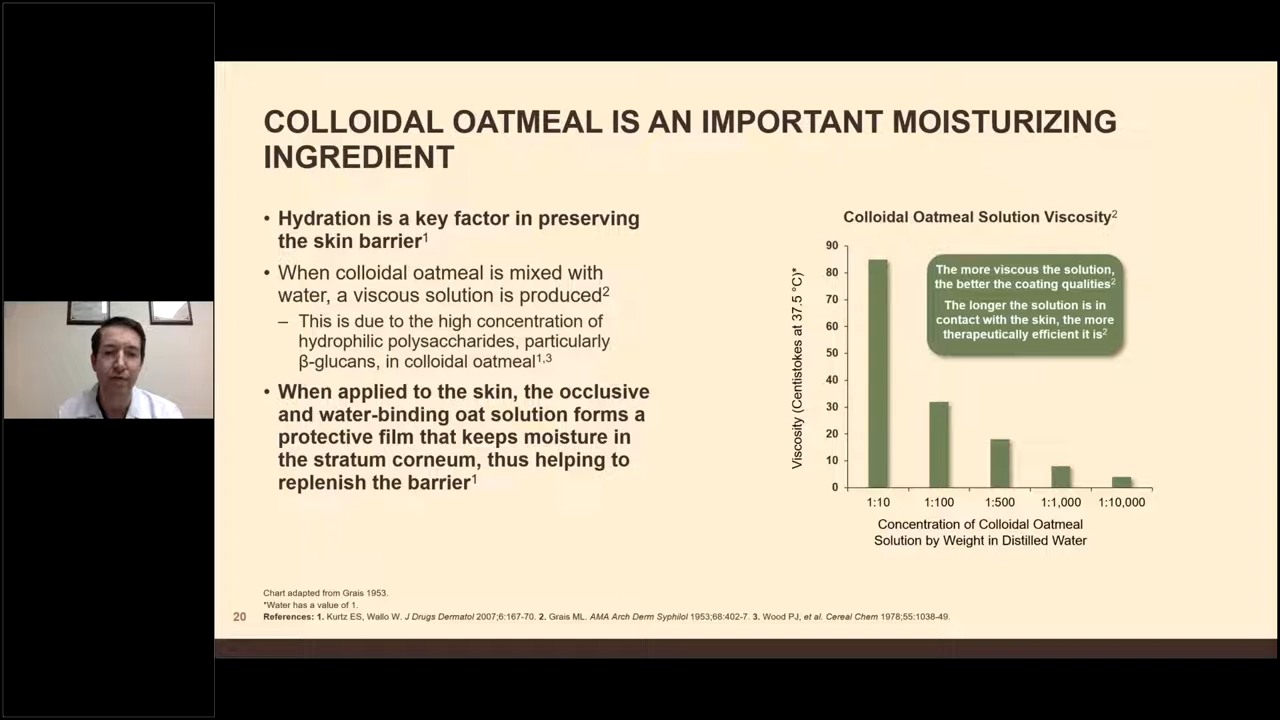 COLLOIDAL OATMEAL IS AN IMPORTANT MOISTURIZING
INGREDIENT
• Hydration is a key factor in preserving
the skin barrier1
• When colloidal oatmeal is mixed with
water, a viscous solution is produced2
– This is due to the high concentration of
hydrophilic polysaccharides, particularly
β-glucans, in colloidal oatmeal1,3
• When applied to the skin, the occlusive
and water-binding oat solution forms a
protective film that keeps moisture in
the stratum corneum, thus helping to
replenish the barrier1
Colloidal Oatmeal Solution Viscosity2
Viscosity (Centistokes at 37.5 °C)*
90
80
70
60
50
40
30
20
10
0
The more viscous the solution,
the better the coating qualities2
The longer the solution is in
contact with the skin, the more
therapeutically efficient it is2
1:10 1:100 1:500 1:1,000 1:10,000
Concentration of Colloidal Oatmeal
Solution by Weight in Distilled Water
Chart adapted from Grais 1953.
*Water has a value of 1.
20 References: 1. Kurtz ES, Wallo W. J Drugs Dermatol 2007;6:167-70. 2. Grais ML. AMA Arch Derm Syphilol 1953;68:402-7. 3. Wood PJ, et al. Cereal Chem 1978;55:1038-49.